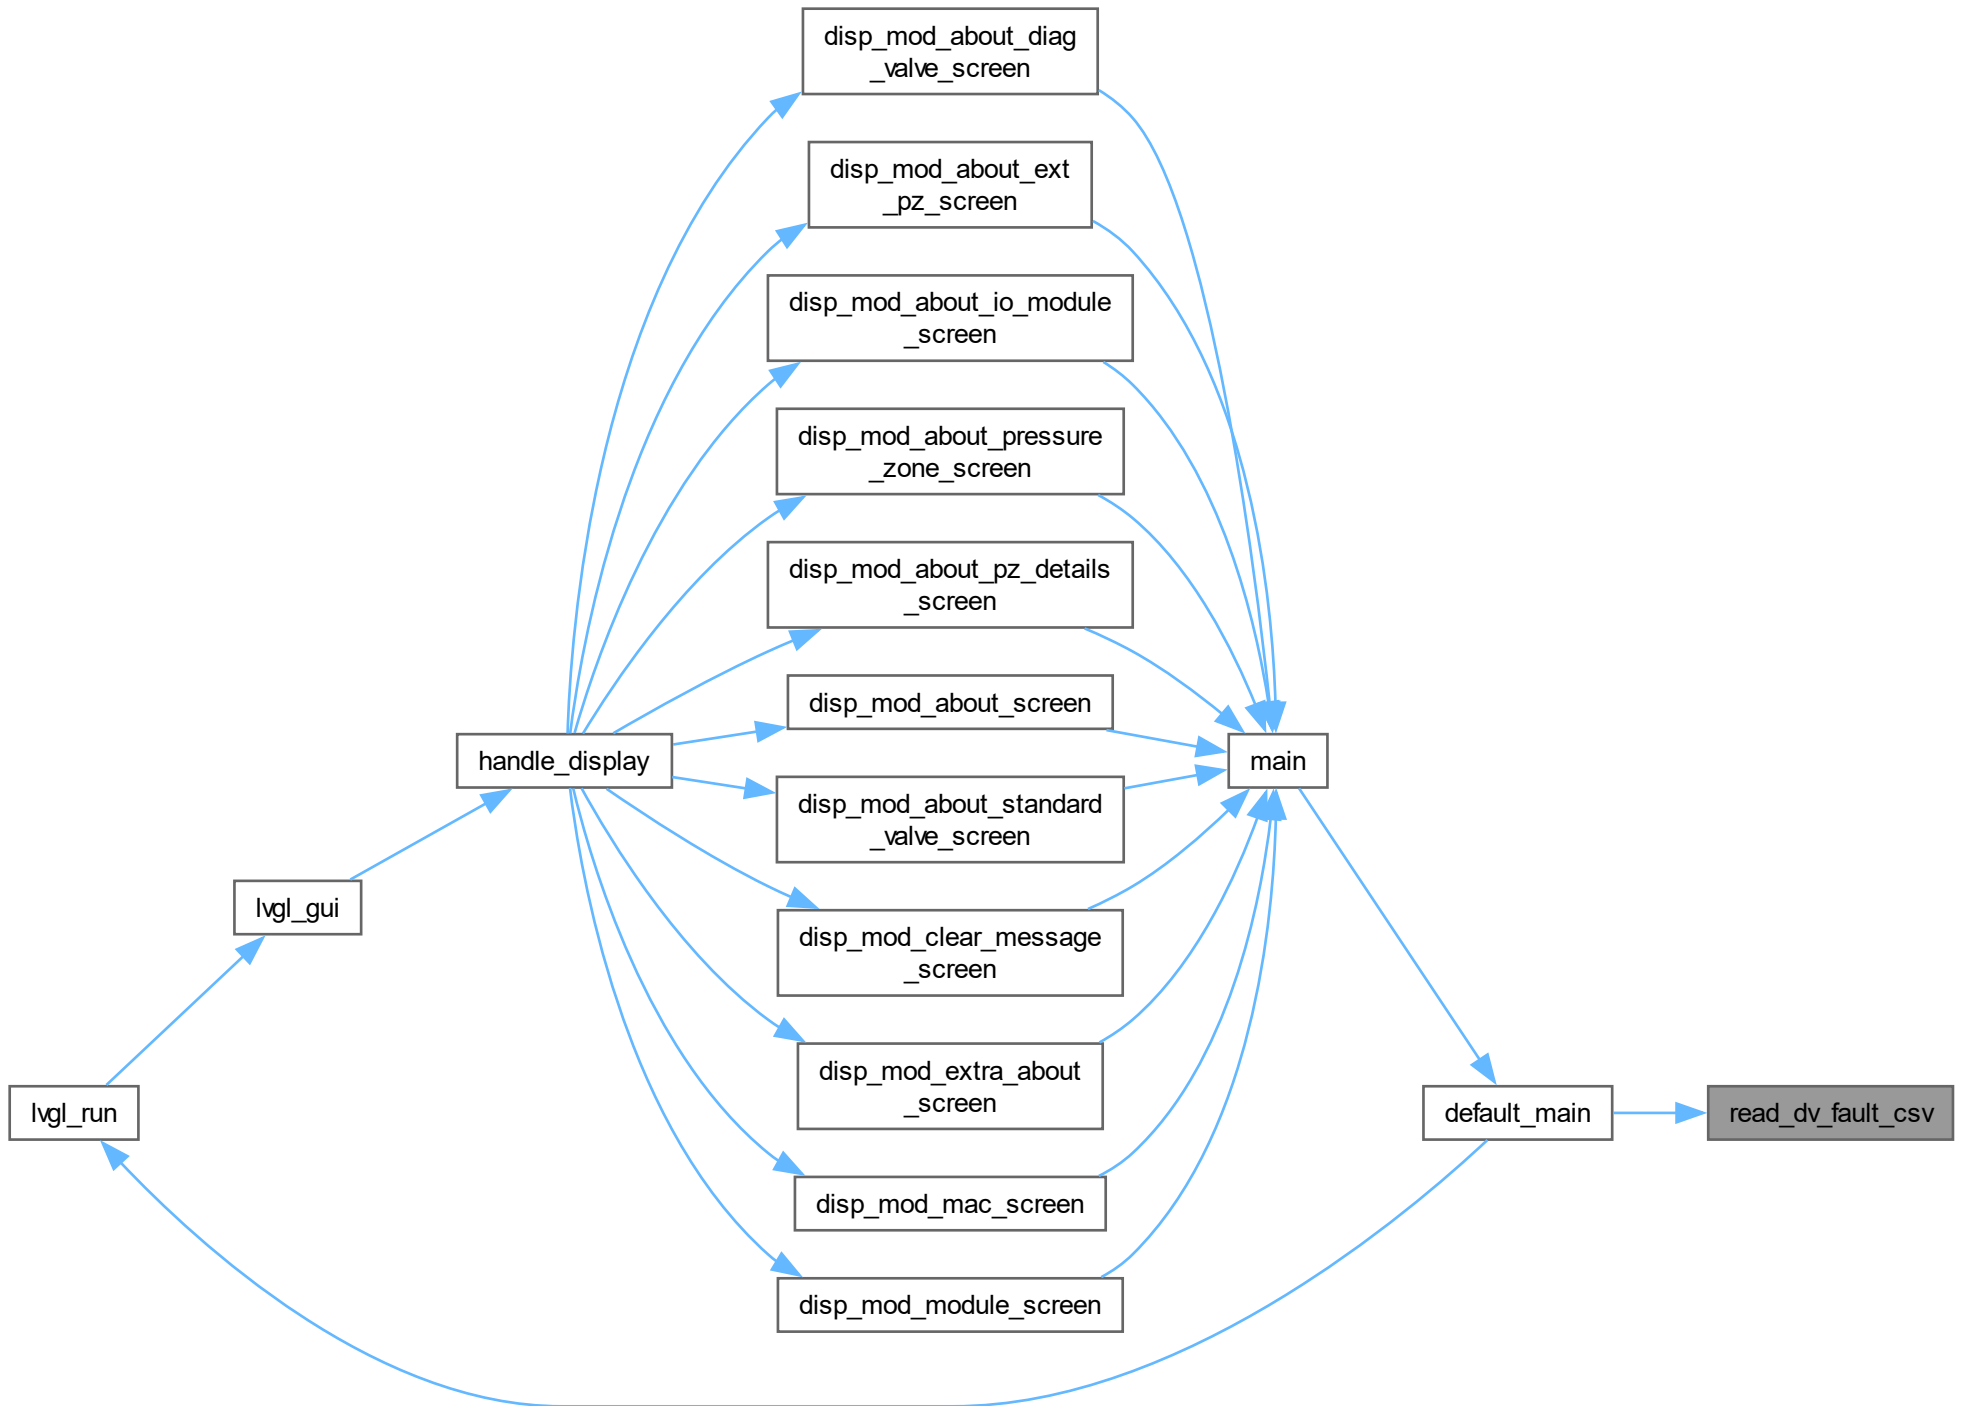 disp_mod_about_diag
_valve_screen
disp_mod_about_ext
_pz_screen
disp_mod_about_io_module
_screen
disp_mod_about_pressure
_zone_screen
disp_mod_about_pz_details
_screen
disp_mod_about_screen
handle_display
main
disp_mod_about_standard
_valve_screen
lvgl_gui
disp_mod_clear_message
_screen
disp_mod_extra_about
_screen
lvgl_run
default_main
read_dv_fault_csv
disp_mod_mac_screen
disp_mod_module_screen